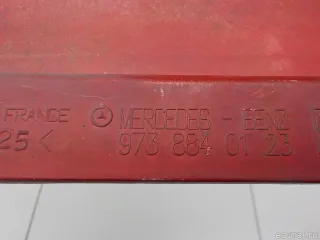 FRANCE MERCEDES - BENZ
25< 973 884 01 23